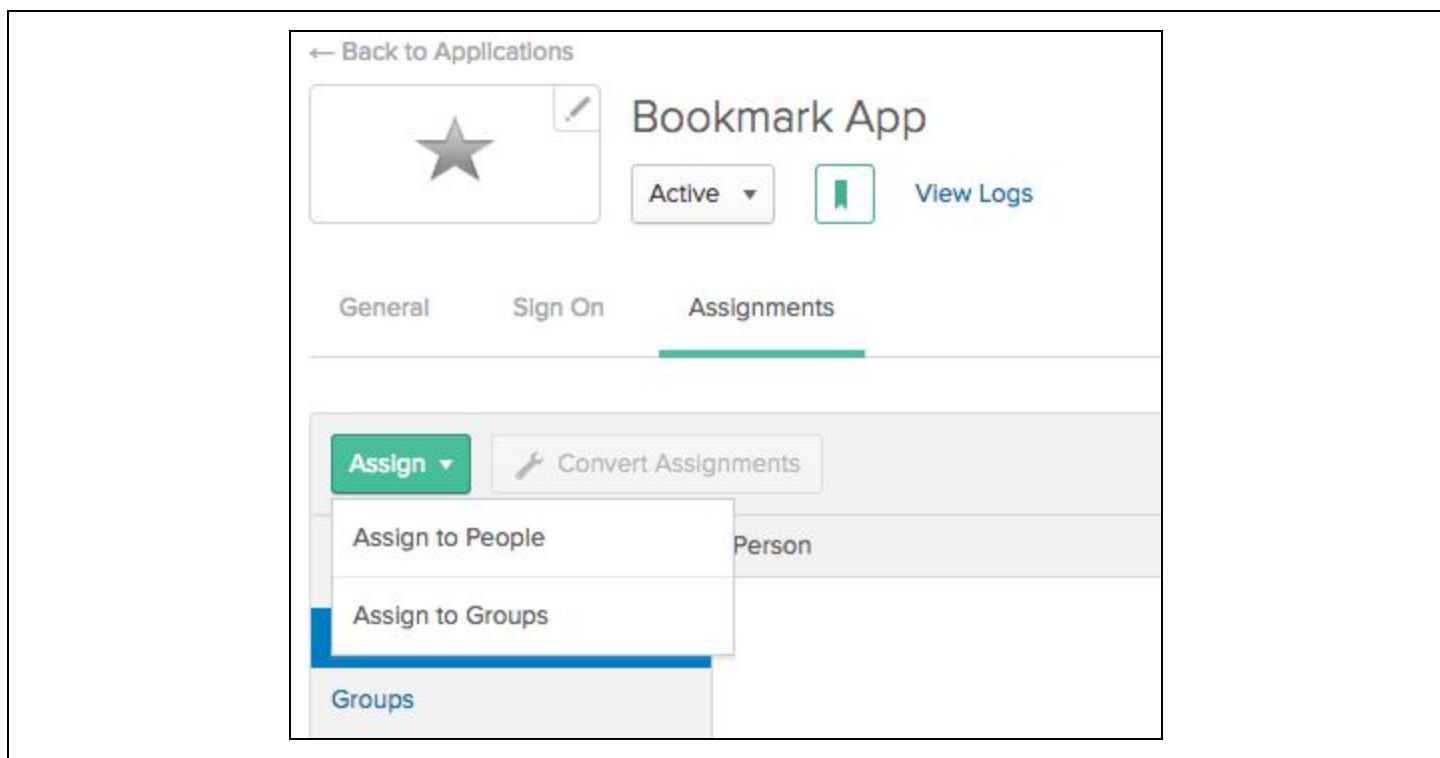 ← Back to Applications
Bookmark App
Active
View Logs
General Sign On Assignments
Assign Convert Assignments
Assign to People
Person
Assign to Groups
Groups